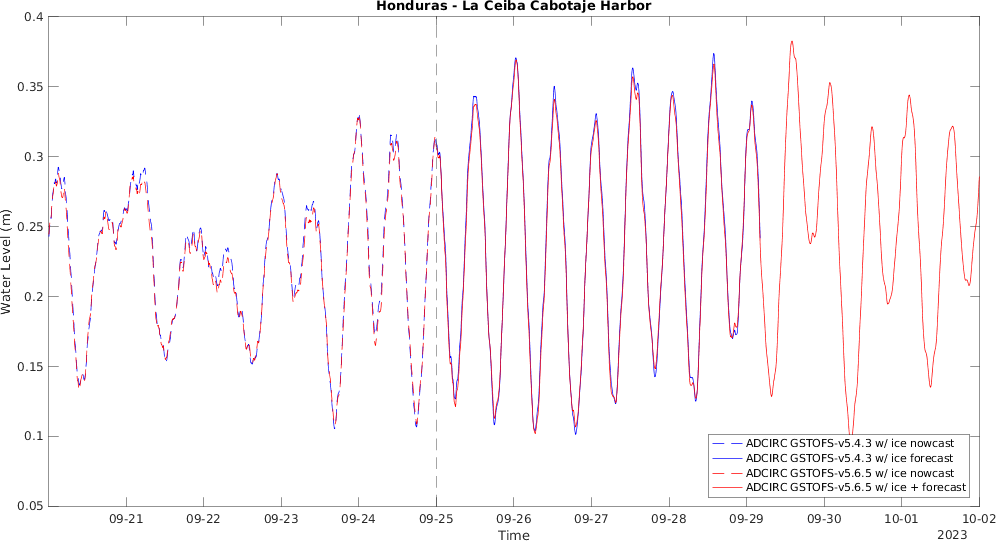 Honduras - La Ceiba Cabotaje Harbor
0.4
0.35
0.3
0.25
0.2
0.15
0.1
0.05
Water Level (m)
09-21 09-22 09-23 09-24 09-25 09-26 09-27 09-28 09-29 09-30 10-01 10-02
Time
2023
ADCIRC GSTOFS-v5.4.3 w/ ice nowcast
ADCIRC GSTOFS-v5.4.3 w/ ice forecast
ADCIRC GSTOFS-v5.6.5 w/ ice nowcast
ADCIRC GSTOFS-v5.6.5 w/ ice + forecast